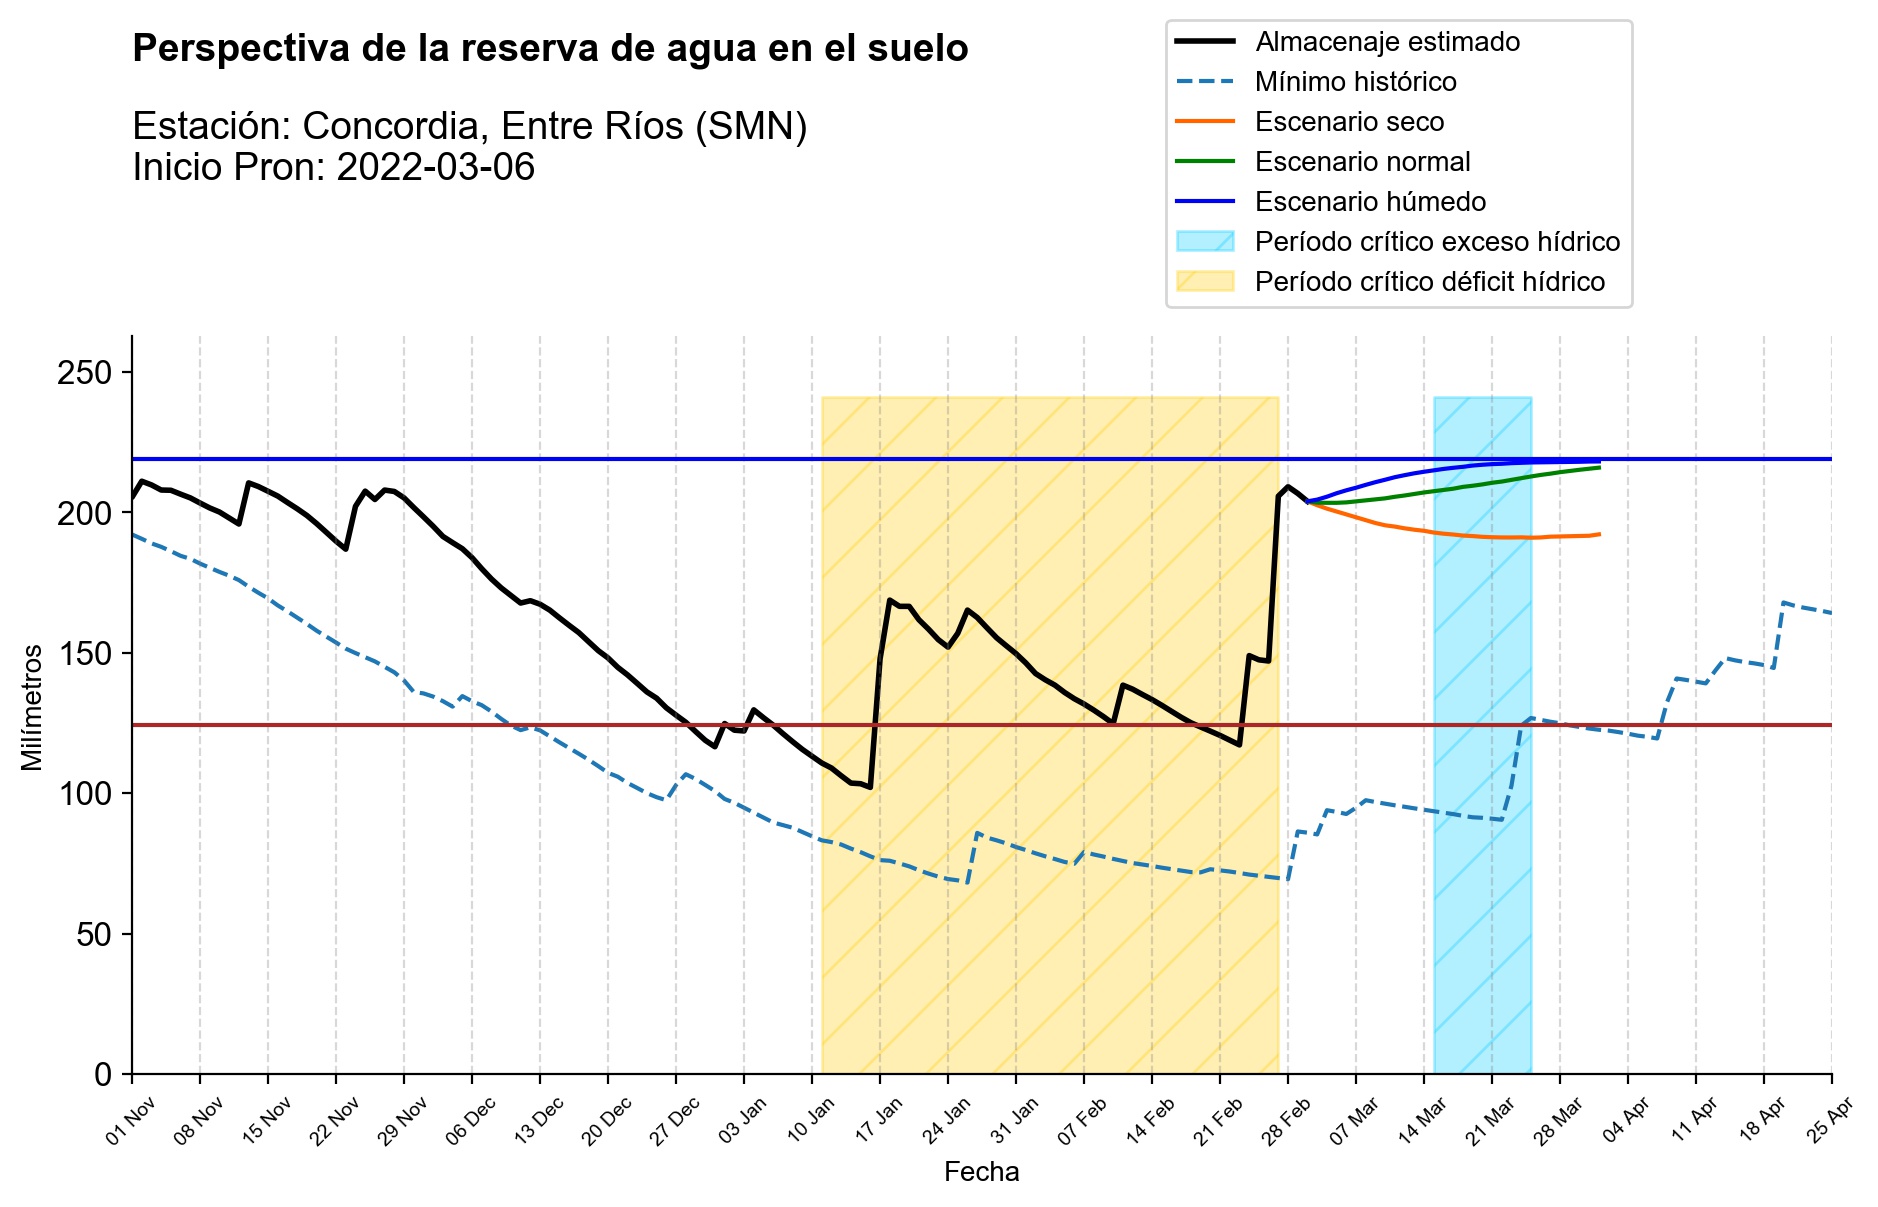 Perspectiva de la reserva de agua en el suelo
Estación: Concordia, Entre Ríos (SMN)
Inicio Pron: 2022-03-06
Almacenaje estimado
Mínimo histórico
Escenario seco
Escenario normal
Escenario húmedo
Período crítico exceso hídrico
Período crítico déficit hídrico
Milímetros
250
200
150
100
50
0
01 Nov
08 Nov
15 Nov
22 Nov
29 Nov
06 Dec
13 Dec
20 Dec
27 Dec
03 Jan
10 Jan
17 Jan
24 Jan
31 Jan
07 Feb
14 Feb
21 Feb
28 Feb
07 Mar
14 Mar
21 Mar
28 Mar
04 Apr
11 Apr
18 Apr
25 Apr
Fecha